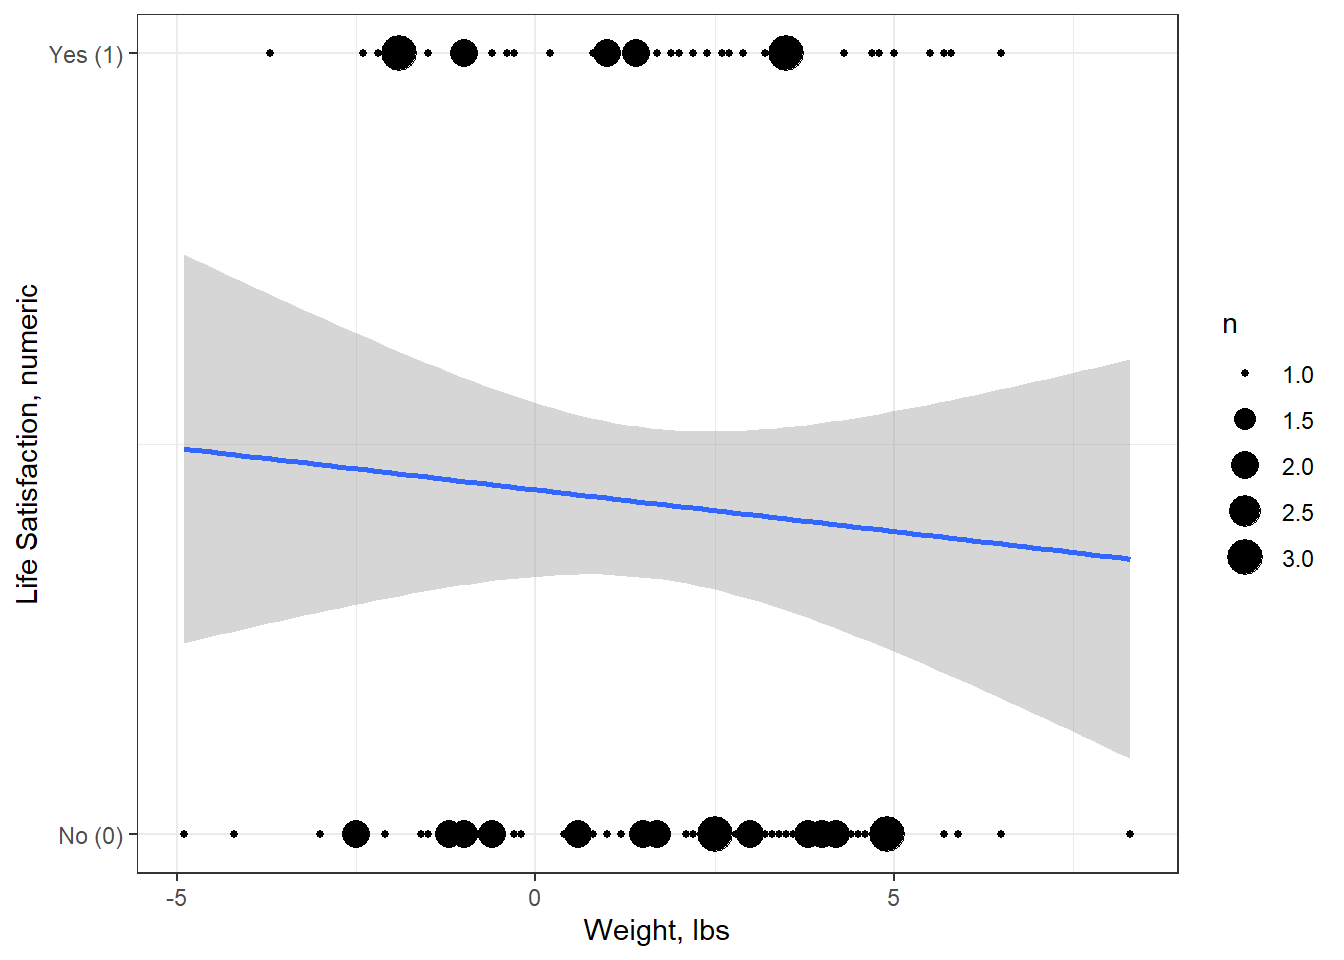 Yes (1)
Life Satisfaction, numeric
No (0)
-5
0
5
Weight, lbs
n
1.0
1.5
2.0
2.5
3.0